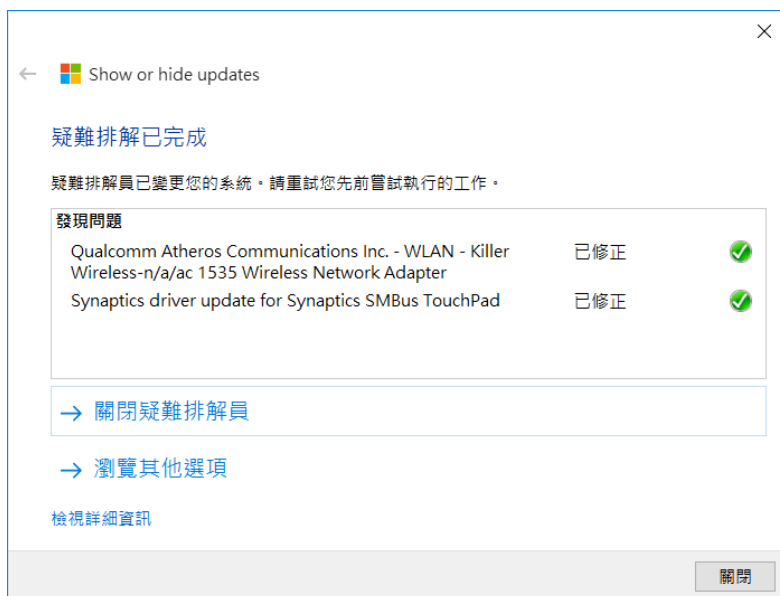 Show or hide updates
疑難排解已完成
疑難排解員已變更您的系統。請重試您先前嘗試執行的工作。
發現問題
Qualcomm Atheros Communications Inc. - WLAN - Killer 已修正
Wireless-n/a/ac 1535 Wireless Network Adapter
Synaptics driver update for Synaptics SMBus TouchPad 已修正
→ 關閉疑難排解員
→ 瀏覽其他選項
檢視詳細資訊
關閉